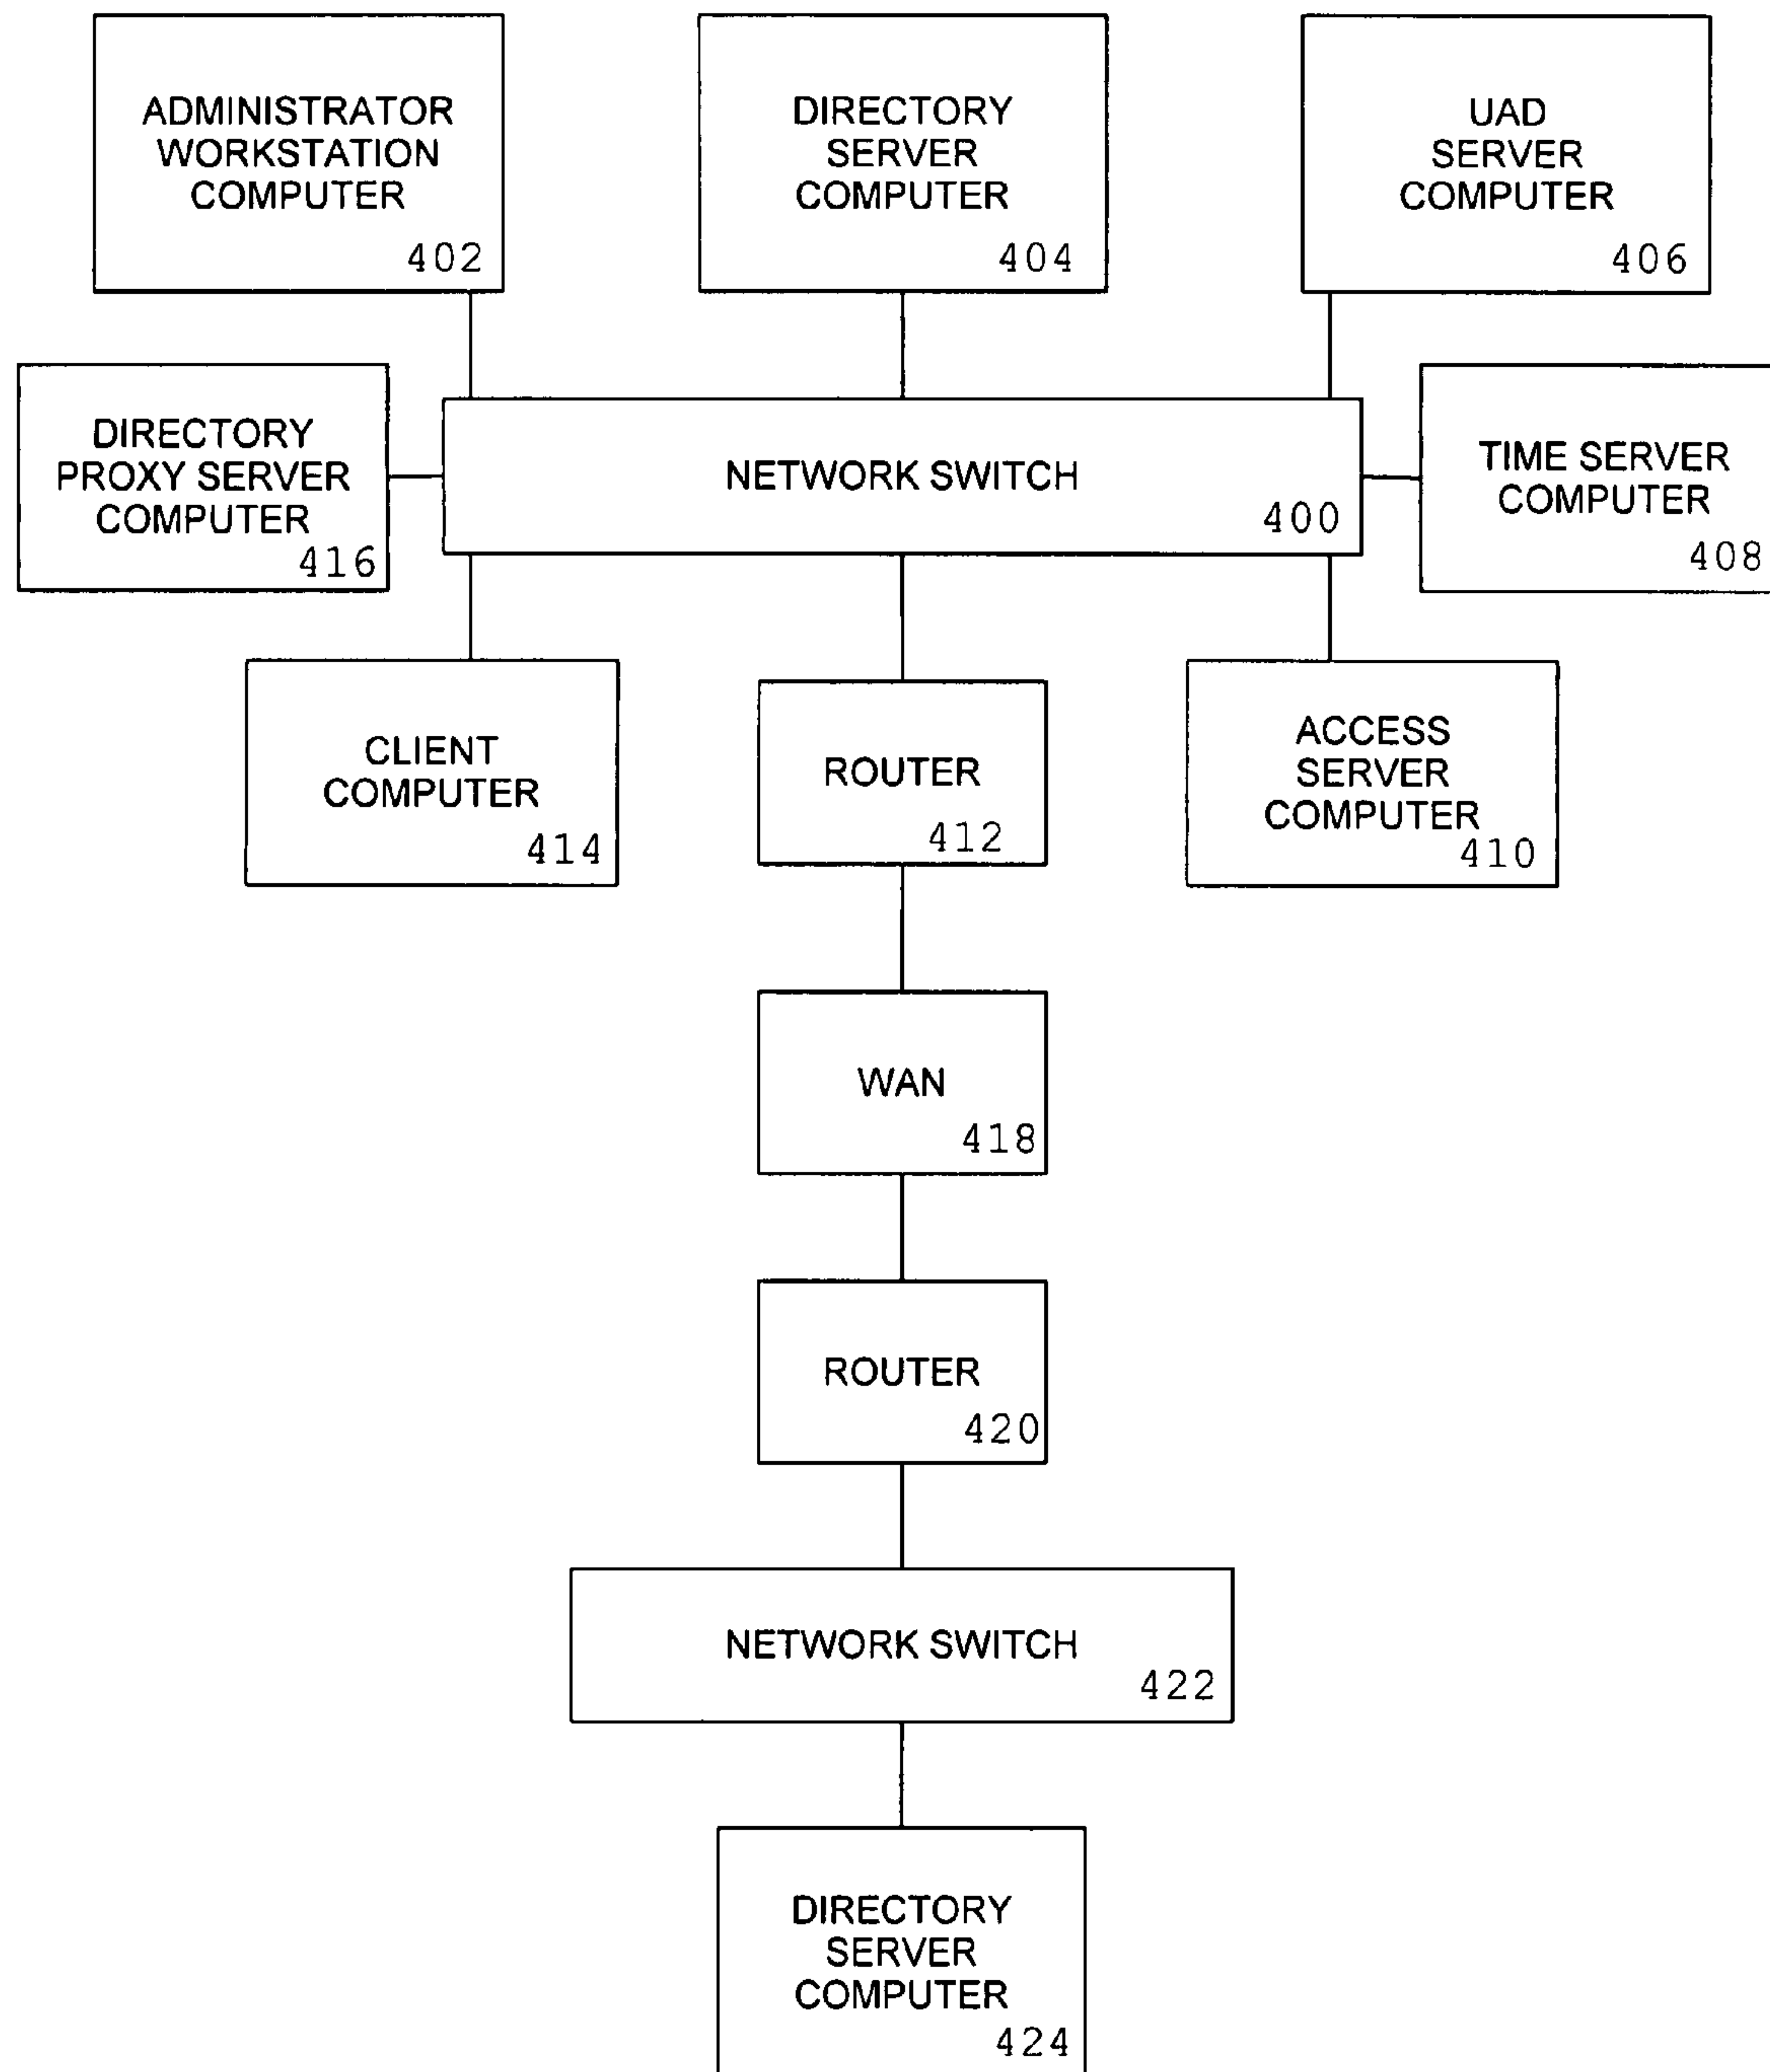 ADMINISTRATOR
WORKSTATION
COMPUTER
402
DIRECTORY
SERVER
COMPUTER
404
UAD
SERVER
COMPUTER
406
DIRECTORY
PROXY SERVER
COMPUTER
416
NETWORK SWITCH
400
TIME SERVER
COMPUTER
408
CLIENT
COMPUTER
414
ROUTER
412
ACCESS
SERVER
COMPUTER
410
WAN
418
ROUTER
420
NETWORK SWITCH
422
DIRECTORY
SERVER
COMPUTER
424